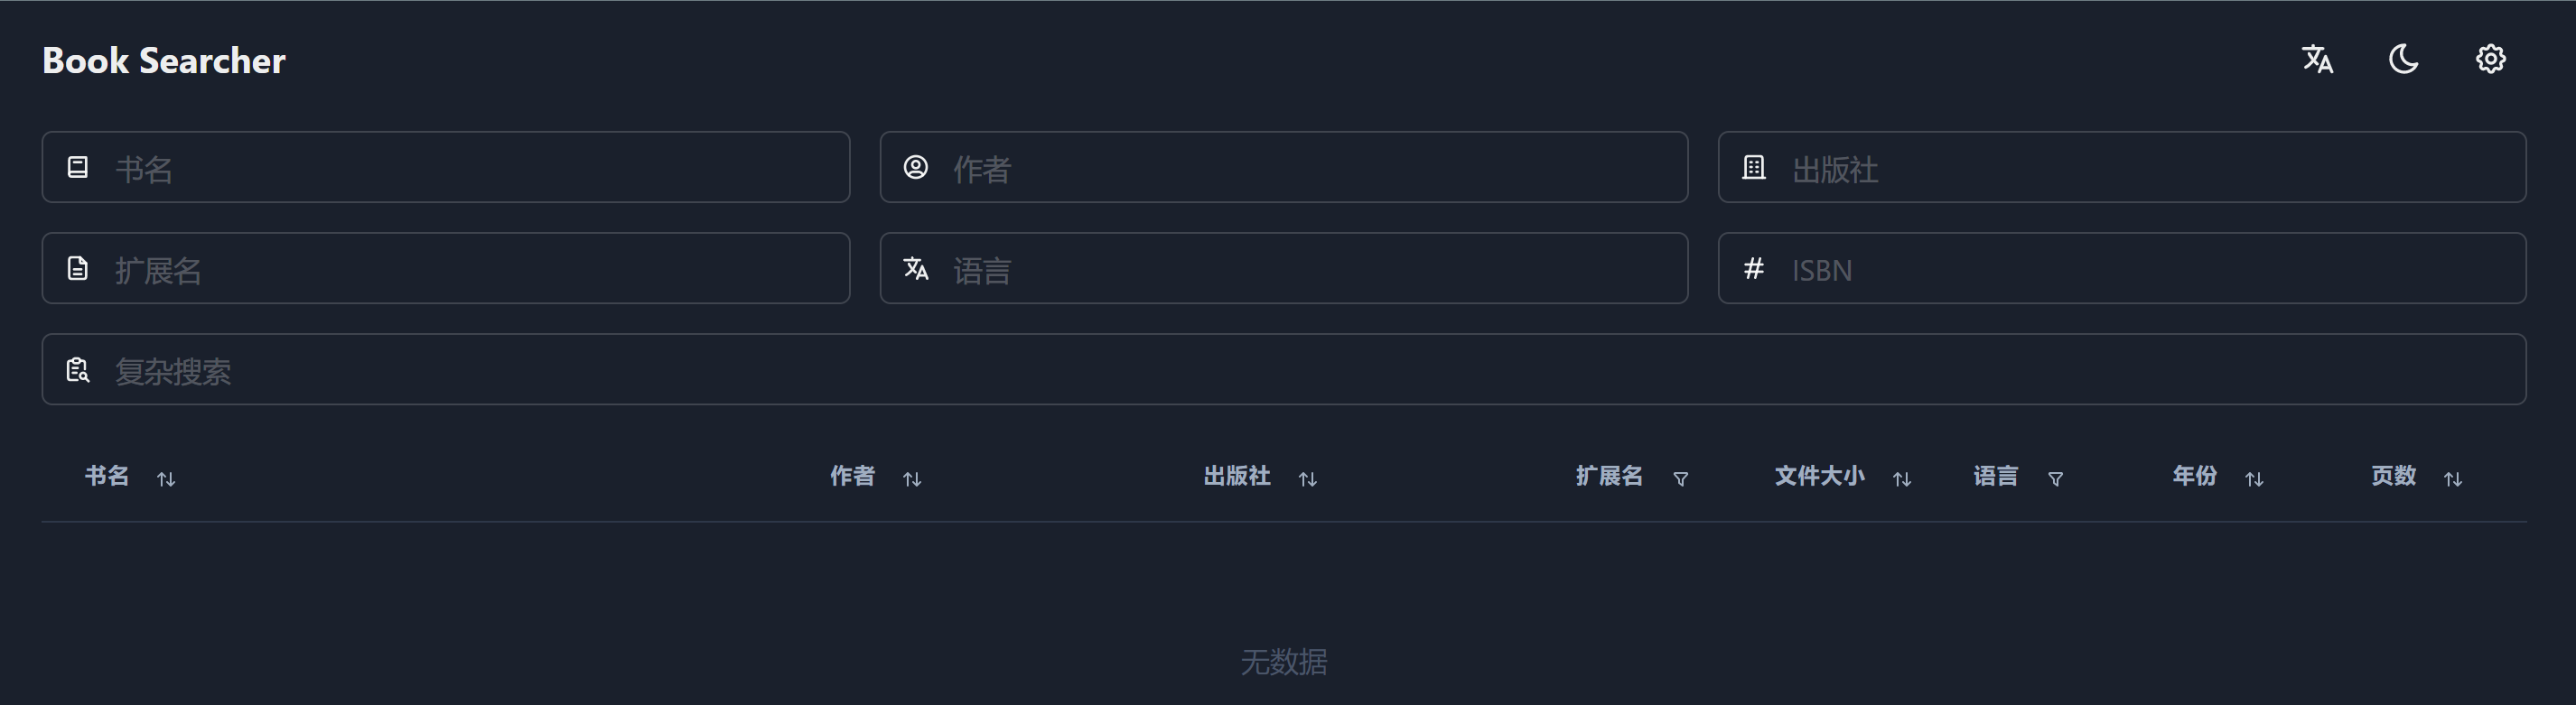 Book Searcher
书名 作者 出版社
扩展名 语言 ISBN
复杂搜索
书名 作者 出版社 扩展名 文件大小 语言 年份 页数
无数据